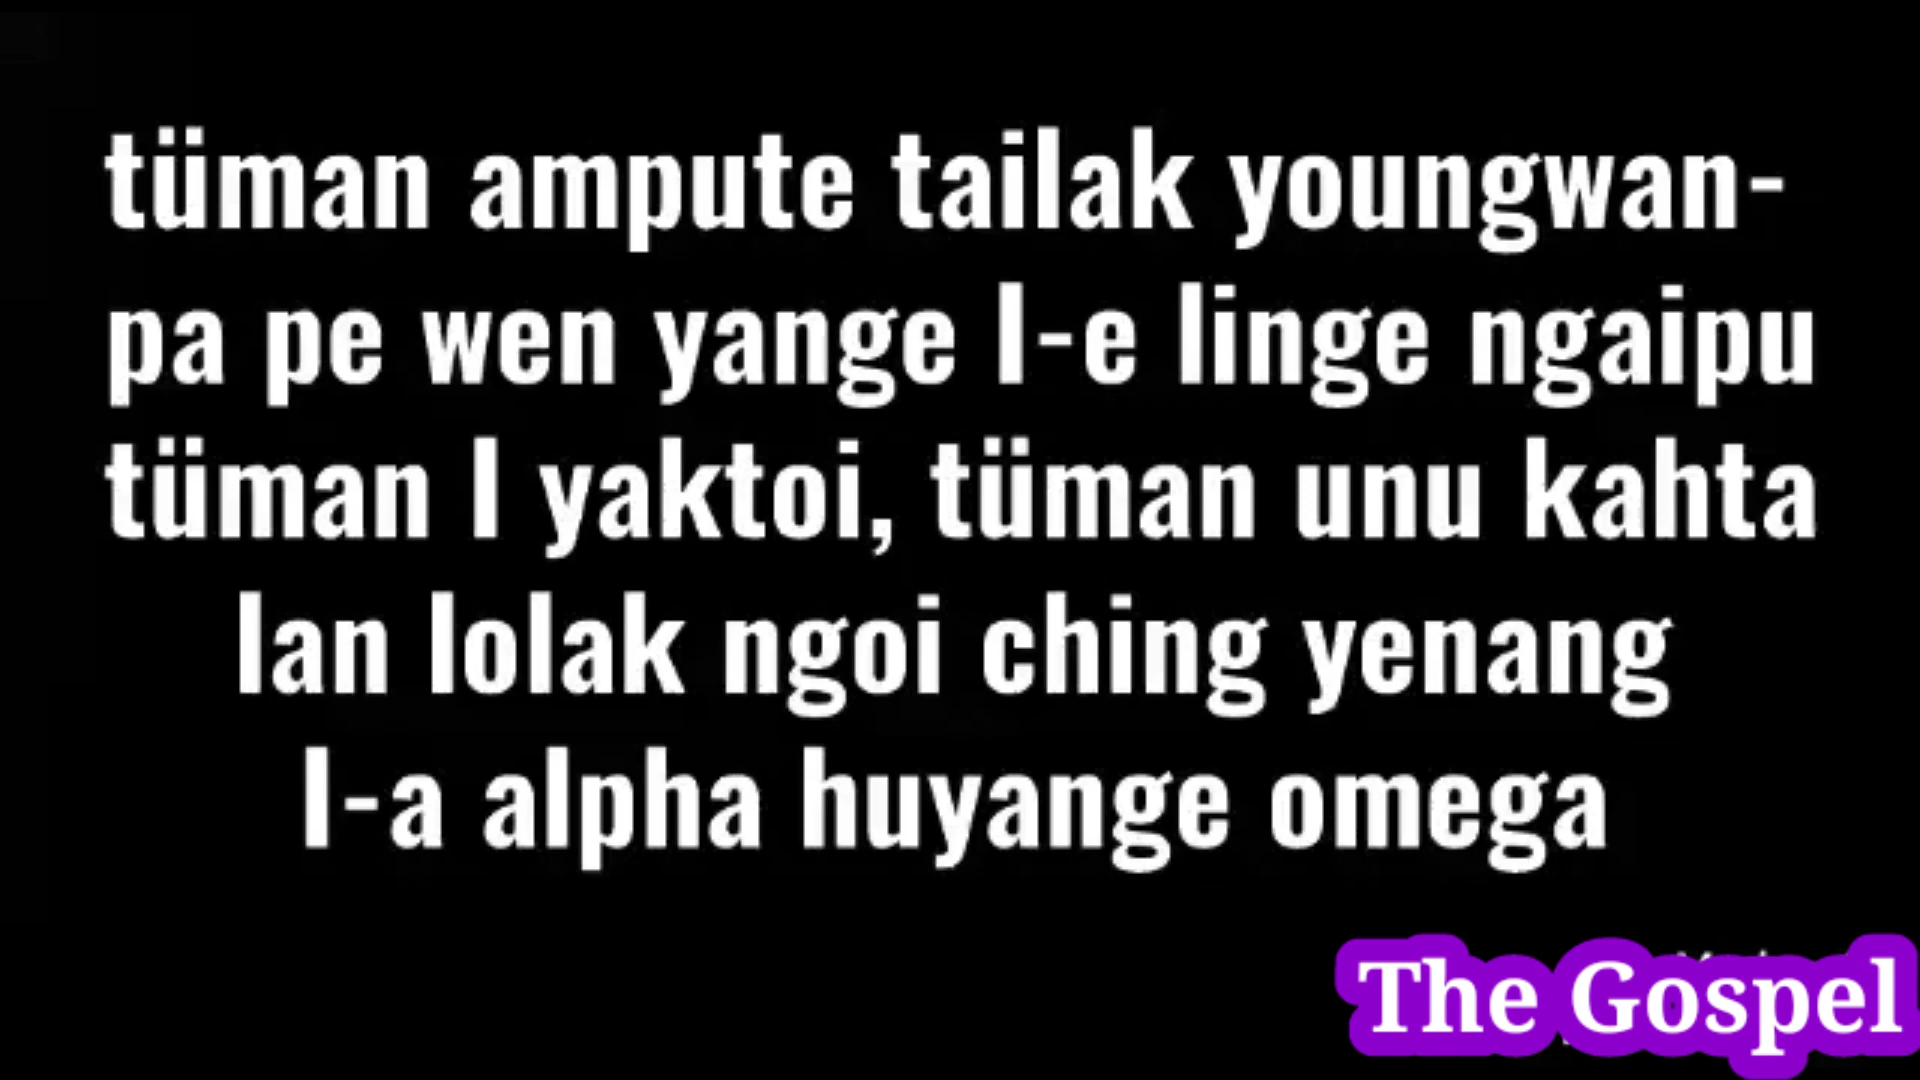 tüman ampute tailak youngwan-
pa pe wen yange I-e linge ngaipu
tüman I yaktoi, tüman unu kahta
lan lolak ngoi ching yenang
I-a alpha huyange omega
The Gospel